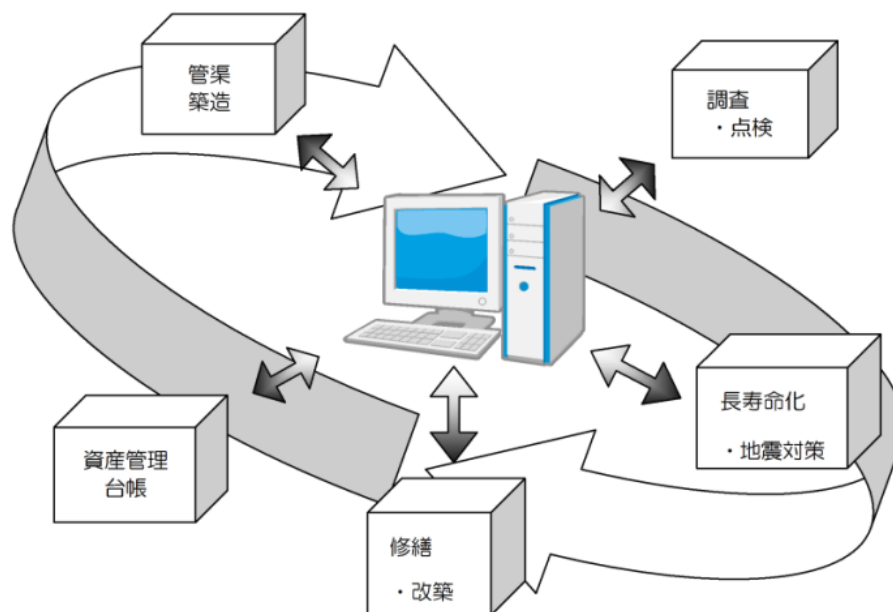 管渠
築造
調査
・点検
長寿命化
・地震対策
資産管理
台帳
修繕
・改築